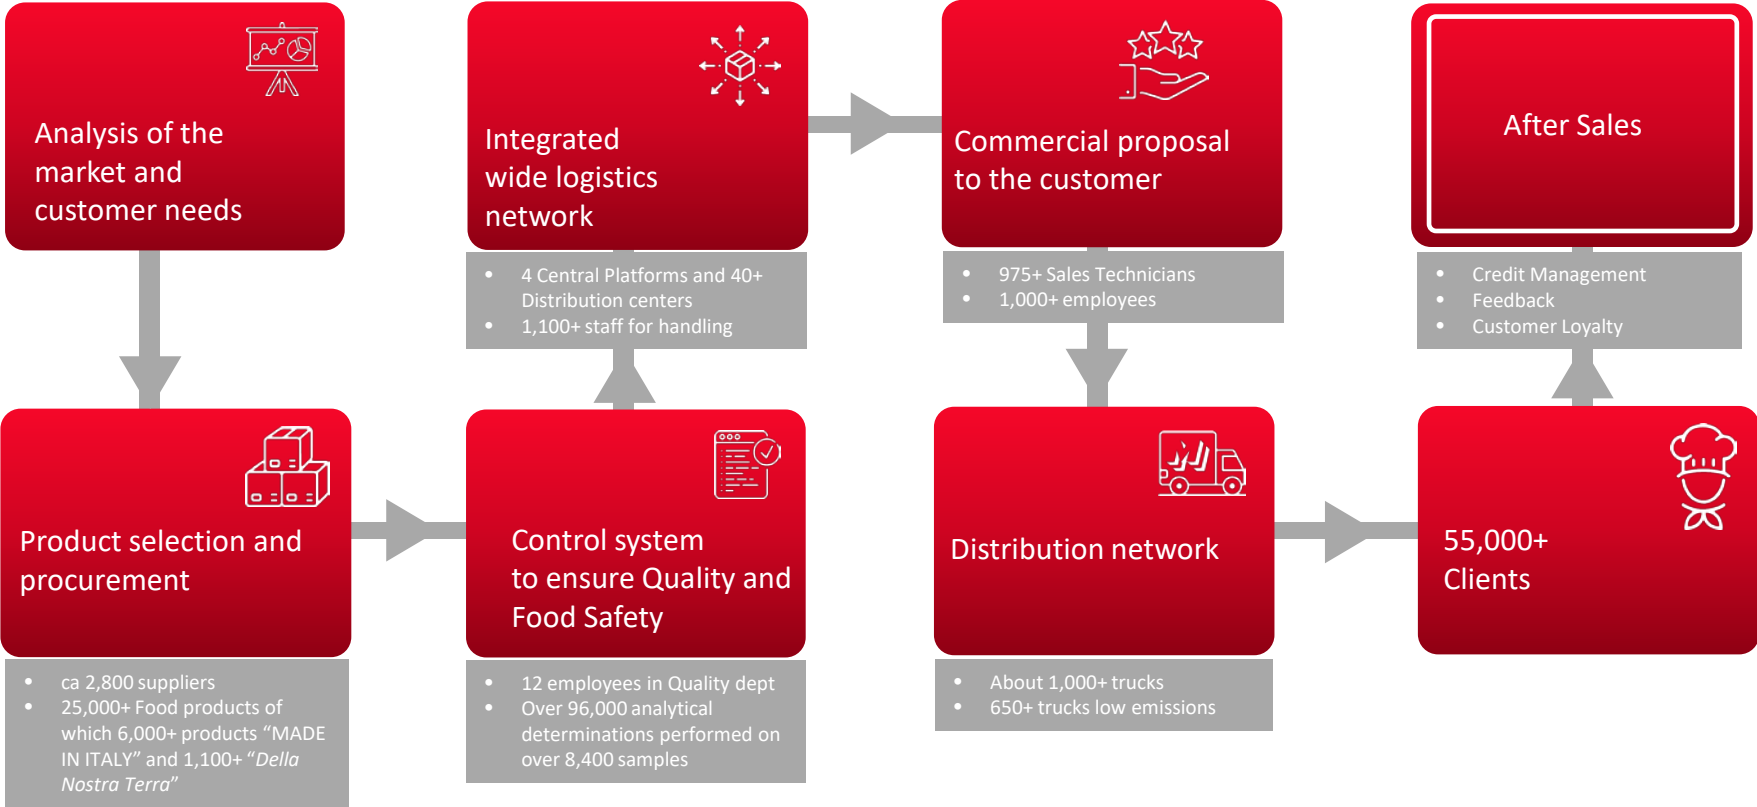 Analysis of the
market and
customer needs
Product selection and
procurement
• ca 2,800 suppliers
• 25,000+ Food products of
which 6,000+ products “MADE
IN ITALY” and 1,100+ “Della
Nostra Terra”
Control system
to ensure Quality and
Food Safety
• 12 employees in Quality dept
• Over 96,000 analytical
determinations performed on
over 8,400 samples
Integrated
wide logistics
network
• 4 Central Platforms and 40+
Distribution centers
• 1,100+ staff for handling
Commercial proposal
to the customer
• 975+ Sales Technicians
• 1,000+ employees
Distribution network
• About 1,000+ trucks
• 650+ trucks low emissions
55,000+
Clients
After Sales
• Credit Management
• Feedback
• Customer Loyalty